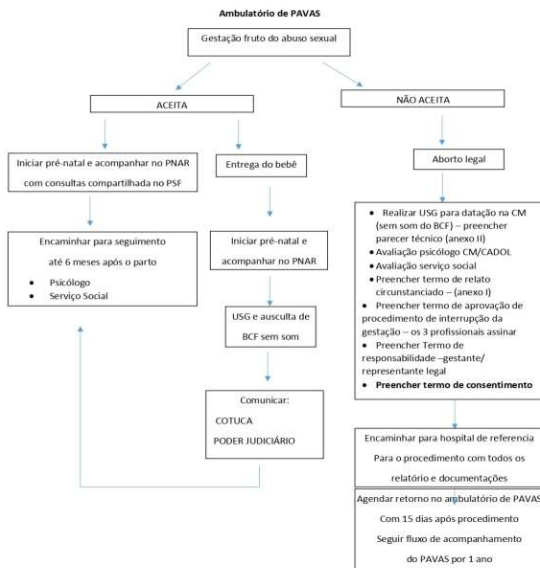 Ambulatório de PAVAS
Gestação fruto do abuso sexual
ACEITA
NÃO ACEITA
Iniciar pré-natal e acompanhar no PNAR
com consultas compartilhada no PSF
Entrega do bebê
Aborto legal
Encaminhar para seguimento
até 6 meses após o parto
• Psicólogo
• Serviço Social
Iniciar pré-natal e
acompanhar no PNAR
USG e ausculta de
BCF sem som
Comunicar:
COTUCA
PODER JUDICIÁRIO
• Realizar USG para datação na CM
(sem som do BCF) – preencher
parecer técnico (anexo II)
• Avaliação psicólogo CM/CADOL
• Avaliação serviço social
• Preencher termo de relato
circunstanciado – (anexo I)
• Preencher termo de aprovação de
procedimento de interrupção da
gestação – os 3 profissionais assinar
• Preencher Termo de
responsabilidade –gestante/
representante legal
• Preencher termo de consentimento
Encaminhar para hospital de referencia
Para o procedimento com todos os
relatório e documentações
Agendar retorno no ambulatório de PAVAS
Com 15 dias após procedimento
Seguir fluxo de acompanhamento
do PAVAS por 1 ano